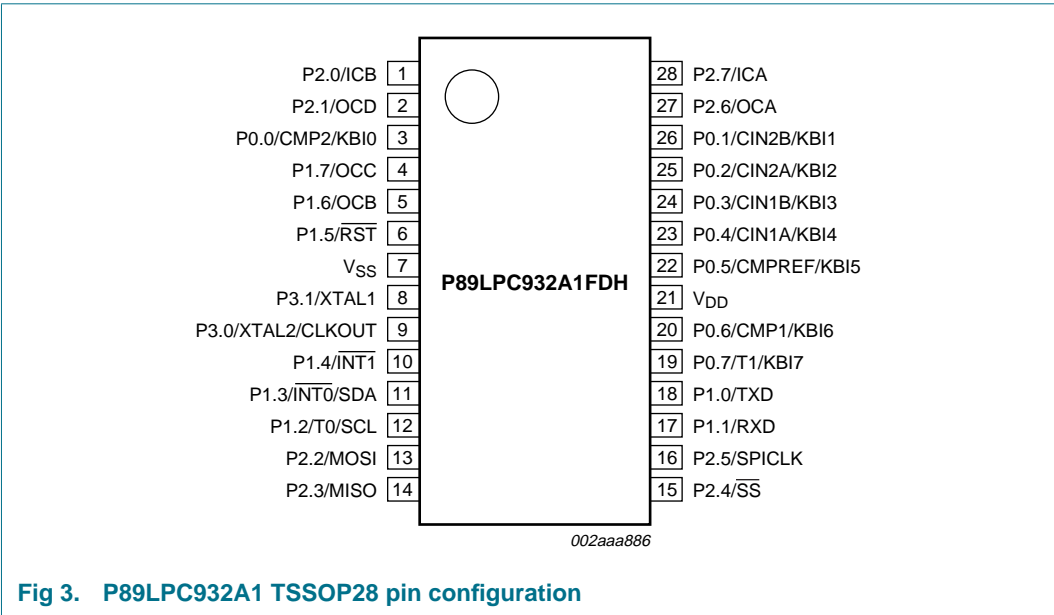 P2.0/ICB 1 28 P2.7/ICA
P2.1/OCD 2 27 P2.6/OCA
P0.0/CMP2/KBI0 3 26 P0.1/CIN2B/KBI1
P1.7/OCC 4 25 P0.2/CIN2A/KBI2
P1.6/OCB 5 24 P0.3/CIN1B/KBI3
P1.5/R̅S̅T̅ 6 23 P0.4/CIN1A/KBI4
VSS 7 22 P0.5/CMPREF/KBI5
P89LPC932A1FDH
P3.1/XTAL1 8 21 VDD
P3.0/XTAL2/CLKOUT 9 20 P0.6/CMP1/KBI6
P1.4/I̅N̅T̅1̅ 10 19 P0.7/T1/KBI7
P1.3/I̅N̅T̅0̅/SDA 11 18 P1.0/TXD
P1.2/T0/SCL 12 17 P1.1/RXD
P2.2/MOSI 13 16 P2.5/SPICLK
P2.3/MISO 14 15 P2.4/S̅S̅
002aaa886
Fig 3. P89LPC932A1 TSSOP28 pin configuration